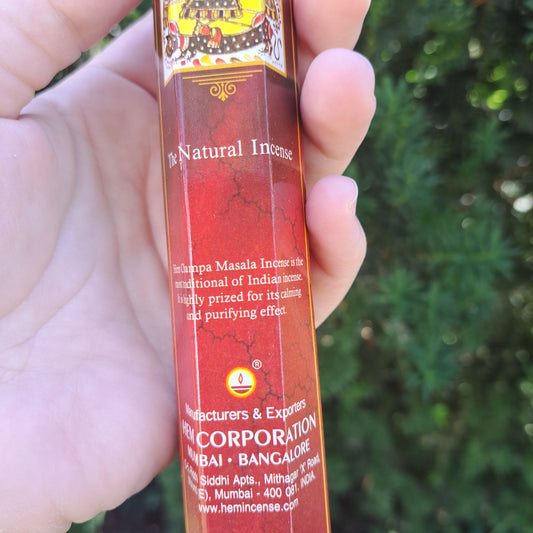 The Natural Incense
Hem Champa Masala Incense is the
most traditional of Indian incense.
It is highly prized for its calming
and purifying effect.
®
Manufacturers & Exporters
HEM CORPORATION
MUMBAI • BANGALORE
Siddhi Apts., Mithagar 'X' Road,
(E), Mumbai - 400 081. INDIA.
www.hemincense.com